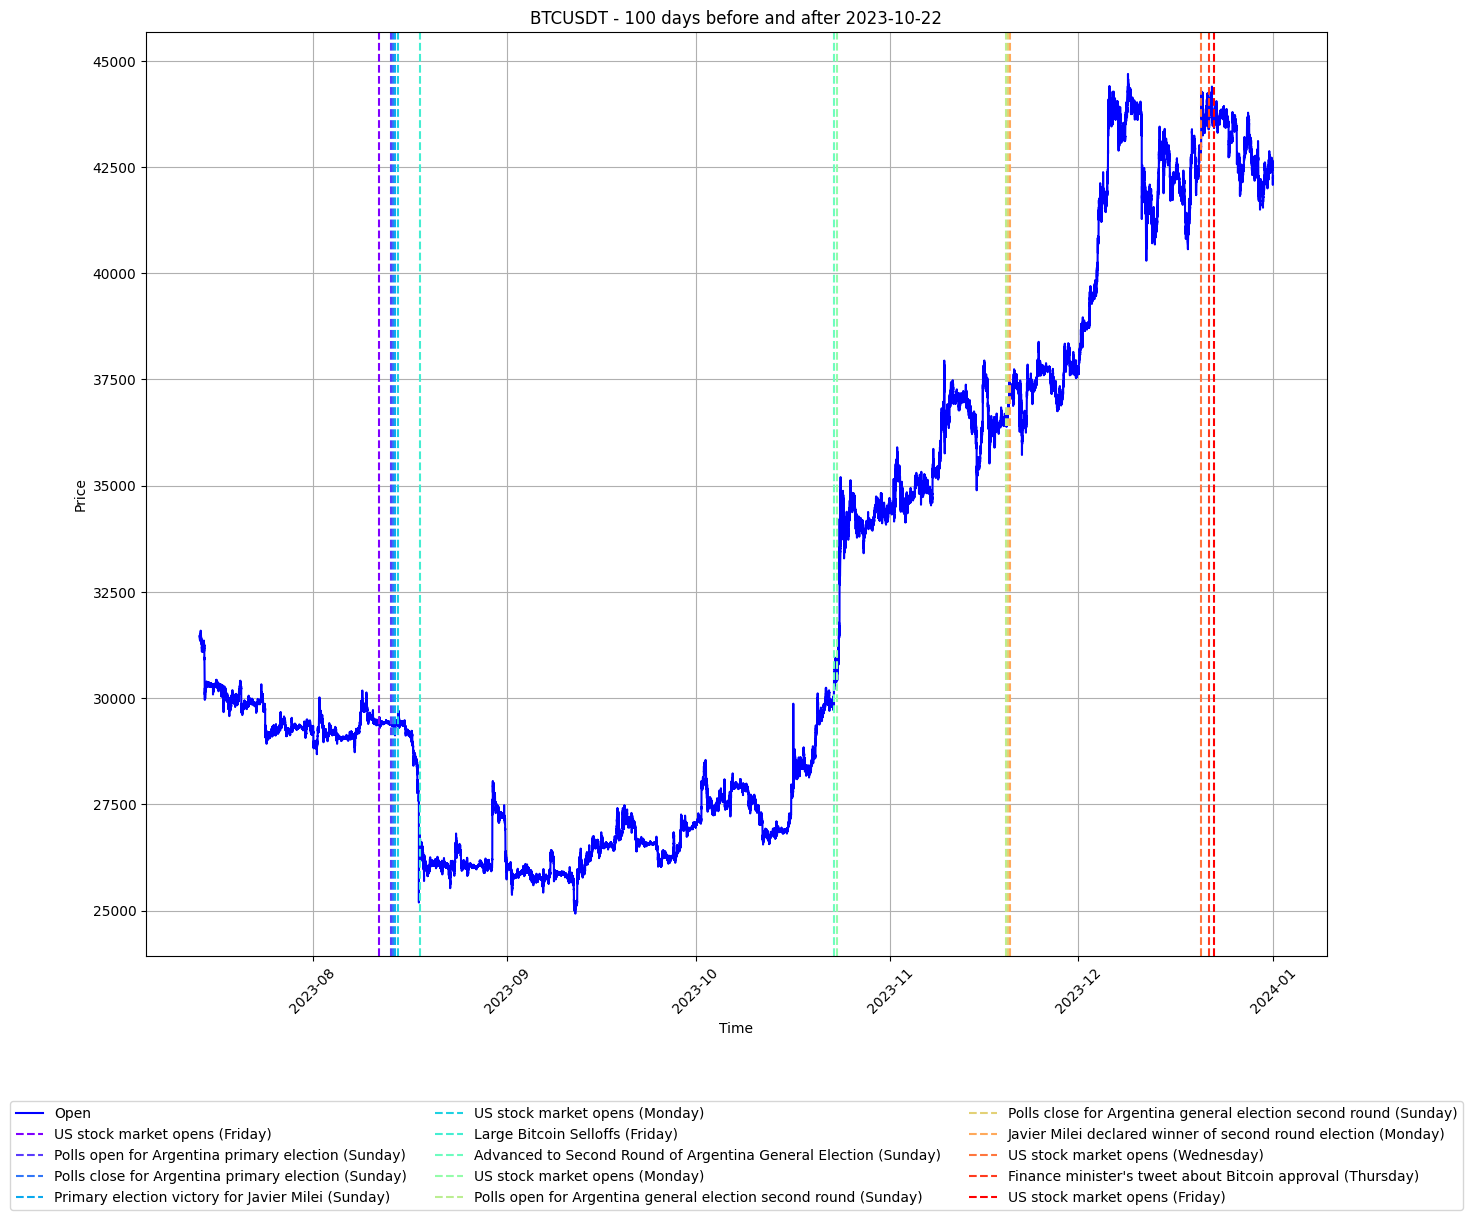 BTCUSDT - 100 days before and after 2023-10-22
45000
42500
40000
37500
35000
32500
30000
27500
25000
Price
2023-08
2023-09
2023-10
2023-11
2023-12
2024-01
Time
Open
US stock market opens (Friday)
Polls open for Argentina primary election (Sunday)
Polls close for Argentina primary election (Sunday)
Primary election victory for Javier Milei (Sunday)
US stock market opens (Monday)
Large Bitcoin Selloffs (Friday)
Advanced to Second Round of Argentina General Election (Sunday)
US stock market opens (Monday)
Polls open for Argentina general election second round (Sunday)
Polls close for Argentina general election second round (Sunday)
Javier Milei declared winner of second round election (Monday)
US stock market opens (Wednesday)
Finance minister's tweet about Bitcoin approval (Thursday)
US stock market opens (Friday)